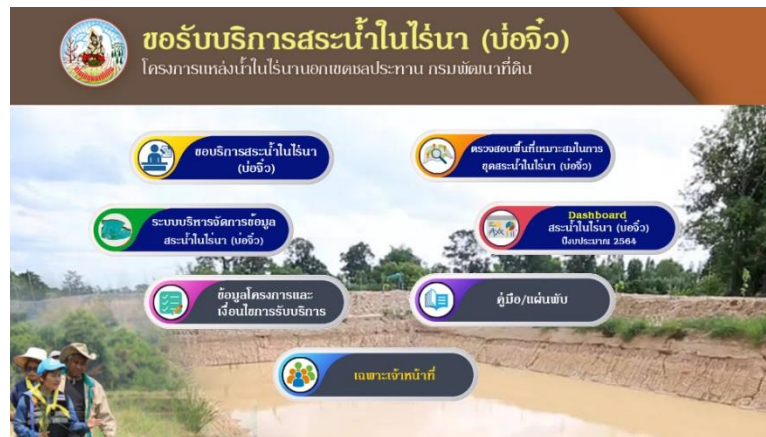 ขอรับบริการสระน้ำในไร่นา (บ่อจิ๋ว)
โครงการแหล่งน้ำในไร่นานอกเขตชลประทาน กรมพัฒนาที่ดิน
ขอบริการสระน้ำในไร่นา
(บ่อจิ๋ว)
ตรวจสอบพื้นที่เหมาะสมในการ
ขุดสระน้ำในไร่นา (บ่อจิ๋ว)
ระบบบริหารจัดการข้อมูล
สระน้ำในไร่นา (บ่อจิ๋ว)
Dashboard
สระน้ำในไร่นา (บ่อจิ๋ว)
ปีงบประมาณ 2564
ข้อมูลโครงการและ
เงื่อนไขการรับบริการ
คู่มือ/แผ่นพับ
เฉพาะเจ้าหน้าที่